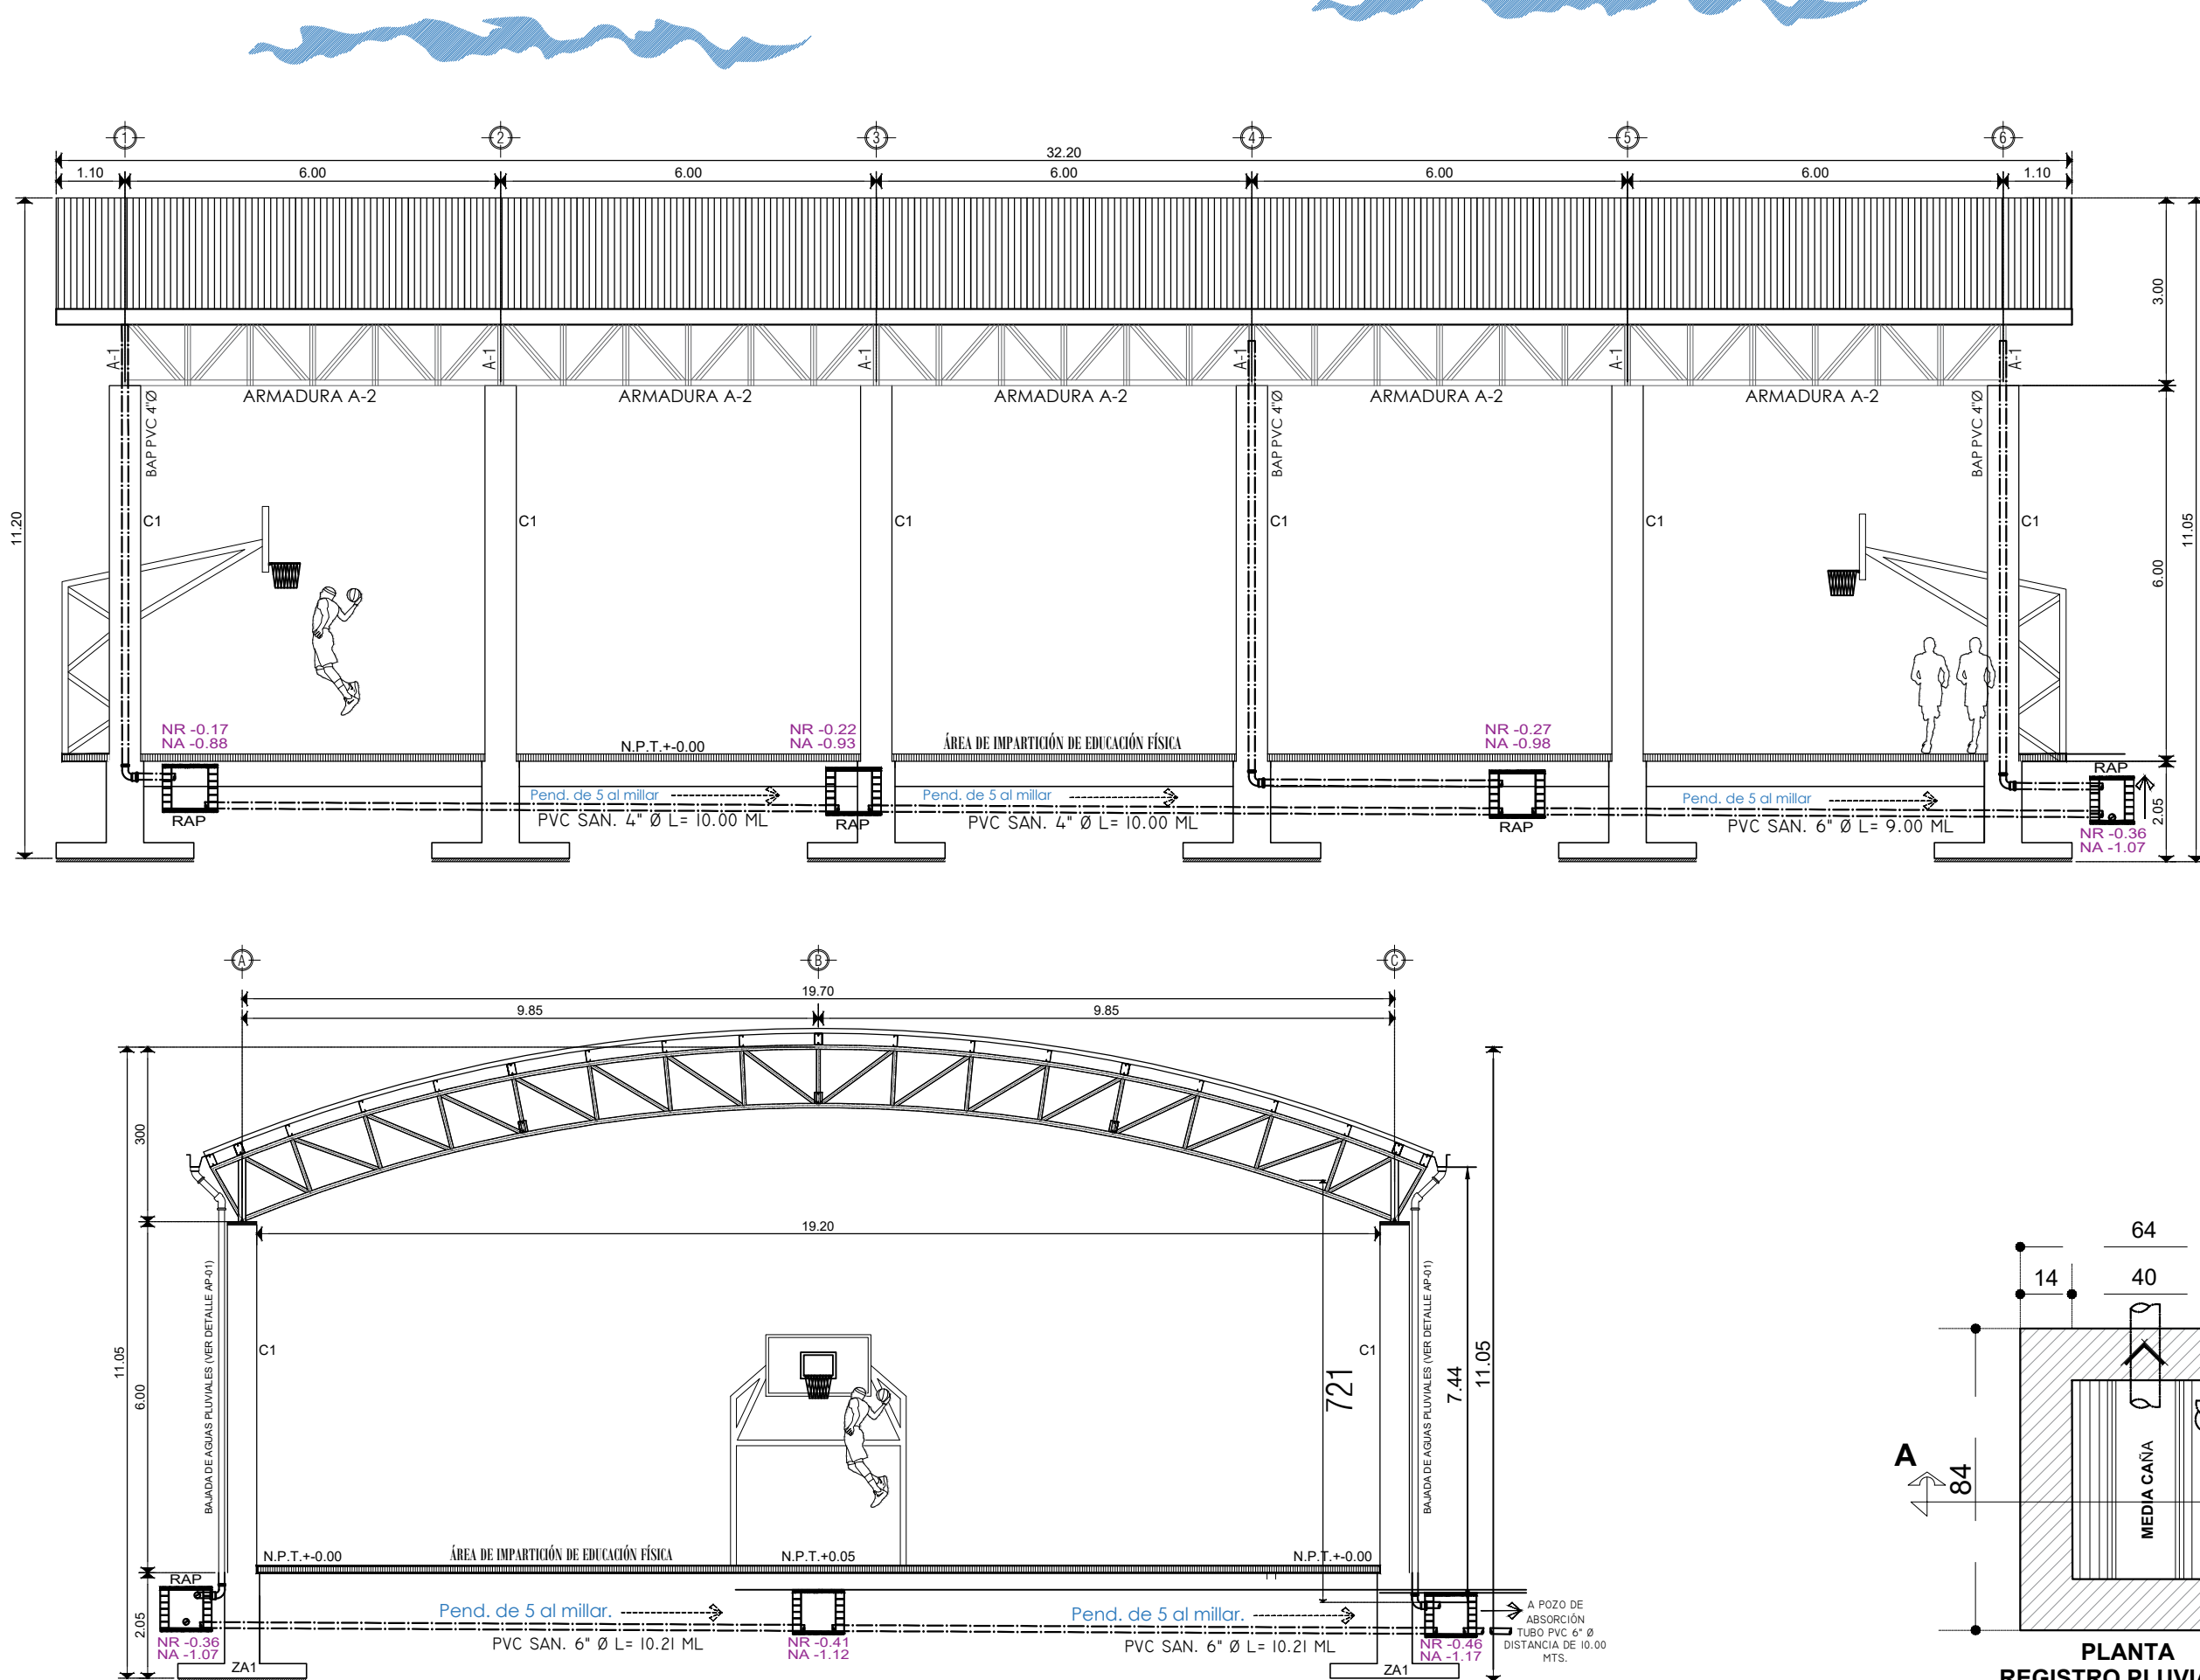 1 2 3 4 5 6
32.20
1.10 6.00 6.00 6.00 6.00 6.00 1.10
3.00
A-1 A-1 A-1 A-1 A-1 A-1
ARMADURA A-2 ARMADURA A-2 ARMADURA A-2 ARMADURA A-2 ARMADURA A-2
BAP PVC 4"Ø BAP PVC 4"Ø BAP PVC 4"Ø
11.20
C1 C1 C1 C1 C1 C1
11.05
6.00
NR -0.17 NR -0.22 NR -0.27
NA -0.88 N.P.T.+-0.00 NA -0.93 ÁREA DE IMPARTICIÓN DE EDUCACIÓN FÍSICA NA -0.98
RAP
Pend. de 5 al millar Pend. de 5 al millar Pend. de 5 al millar
2.05
RAP PVC SAN. 4" Ø L= 10.00 ML RAP PVC SAN. 4" Ø L= 10.00 ML RAP PVC SAN. 6" Ø L= 9.00 ML
NR -0.36
NA -1.07
A B C
19.70
9.85 9.85
300
19.20
BAJADA DE AGUAS PLUVIALES (VER DETALLE AP-01)
BAJADA DE AGUAS PLUVIALES (VER DETALLE AP-01)
11.05
6.00
C1 C1
721
7.44
11.05
N.P.T.+-0.00 ÁREA DE IMPARTICIÓN DE EDUCACIÓN FÍSICA N.P.T.+0.05 N.P.T.+-0.00
RAP
2.05
Pend. de 5 al millar. Pend. de 5 al millar.
PVC SAN. 6" Ø L= 10.21 ML PVC SAN. 6" Ø L= 10.21 ML
NR -0.36 NR -0.41 NR -0.46
NA -1.07 NA -1.12 NA -1.17
ZA1 ZA1
A POZO DE
ABSORCIÓN
TUBO PVC 6" Ø
DISTANCIA DE 10.00
MTS.
64
14 40
A
84
MEDIA CAÑA
PLANTA
REGISTRO